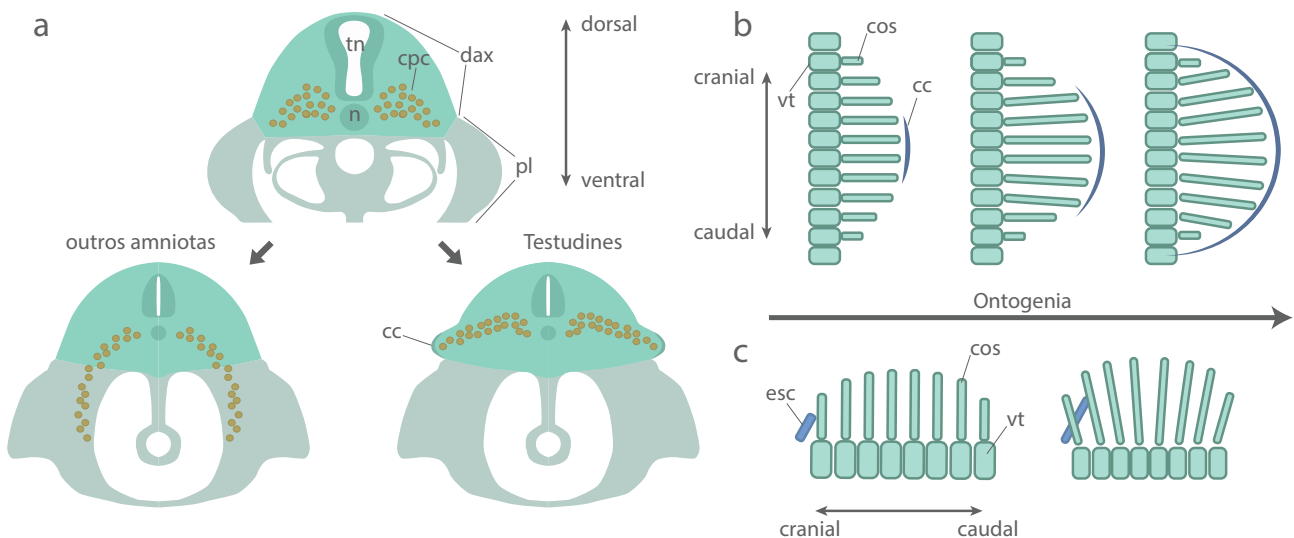 a
tn
cpc
dax
n
pl
dorsal
ventral
outros amniotas
Testudines
cc
b
cos
cranial
vt
cc
caudal
Ontogenia
c
cos
esc
vt
cranial
caudal